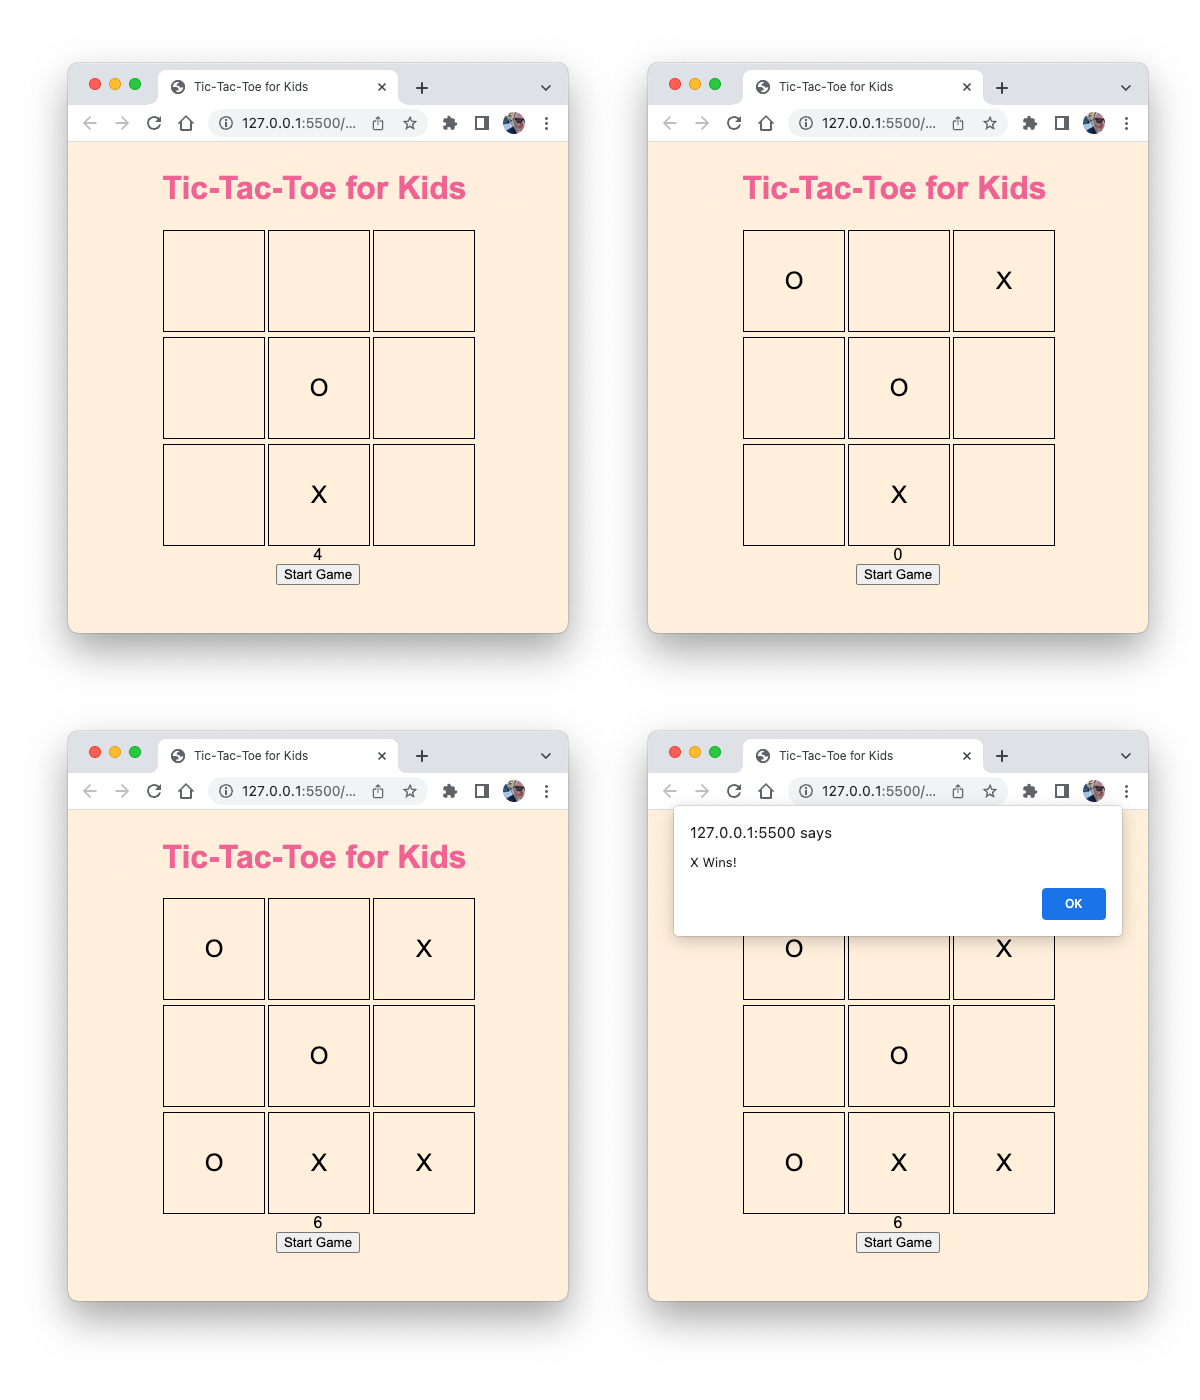 Tic-Tac-Toe for Kids
127.0.0.1:5500/...
Tic-Tac-Toe for Kids
O
X
4
Start Game
Tic-Tac-Toe for Kids
127.0.0.1:5500/...
Tic-Tac-Toe for Kids
O X
O
X
0
Start Game
Tic-Tac-Toe for Kids
127.0.0.1:5500/...
Tic-Tac-Toe for Kids
O X
O
O X X
6
Start Game
Tic-Tac-Toe for Kids
127.0.0.1:5500/...
127.0.0.1:5500 says
X Wins!
OK
O X
O
O X X
6
Start Game